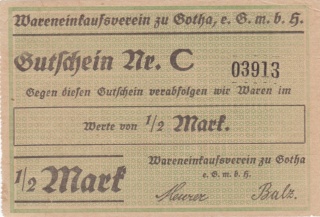 Wareneinkaufsverein zu Gotha, e. G. m. b. H.
Gutschein Nr. C 03913
Gegen diesen Gutschein verabfolgen wir Waren im
Werte von 1/2 Mark.
Wareneinkaufsverein zu Gotha
e. G. m. b. H.
1/2 Mark
Meurer Balz.